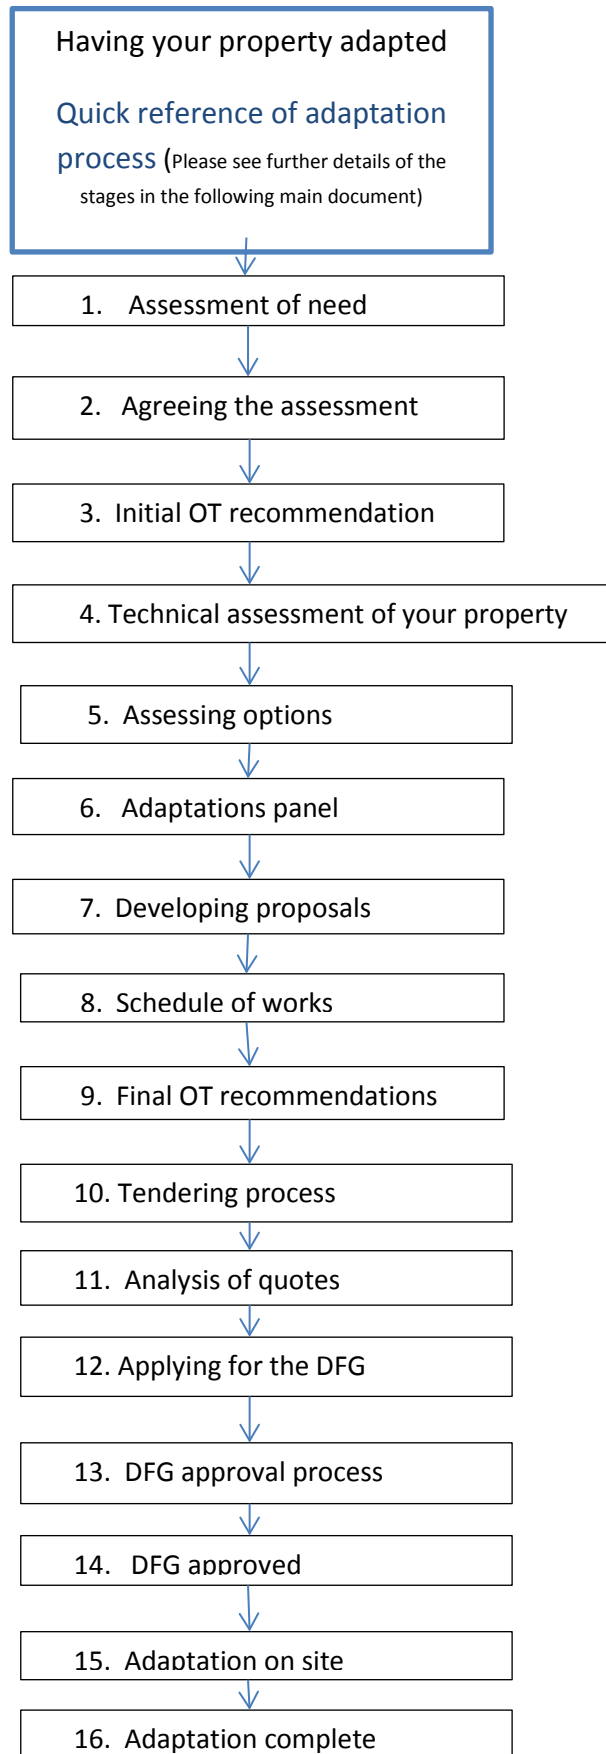 Having your property adapted
Quick reference of adaptation
process (Please see further details of the
stages in the following main document)
1. Assessment of need
2. Agreeing the assessment
3. Initial OT recommendation
4. Technical assessment of your property
5. Assessing options
6. Adaptations panel
7. Developing proposals
8. Schedule of works
9. Final OT recommendations
10. Tendering process
11. Analysis of quotes
12. Applying for the DFG
13. DFG approval process
14. DFG approved
15. Adaptation on site
16. Adaptation complete